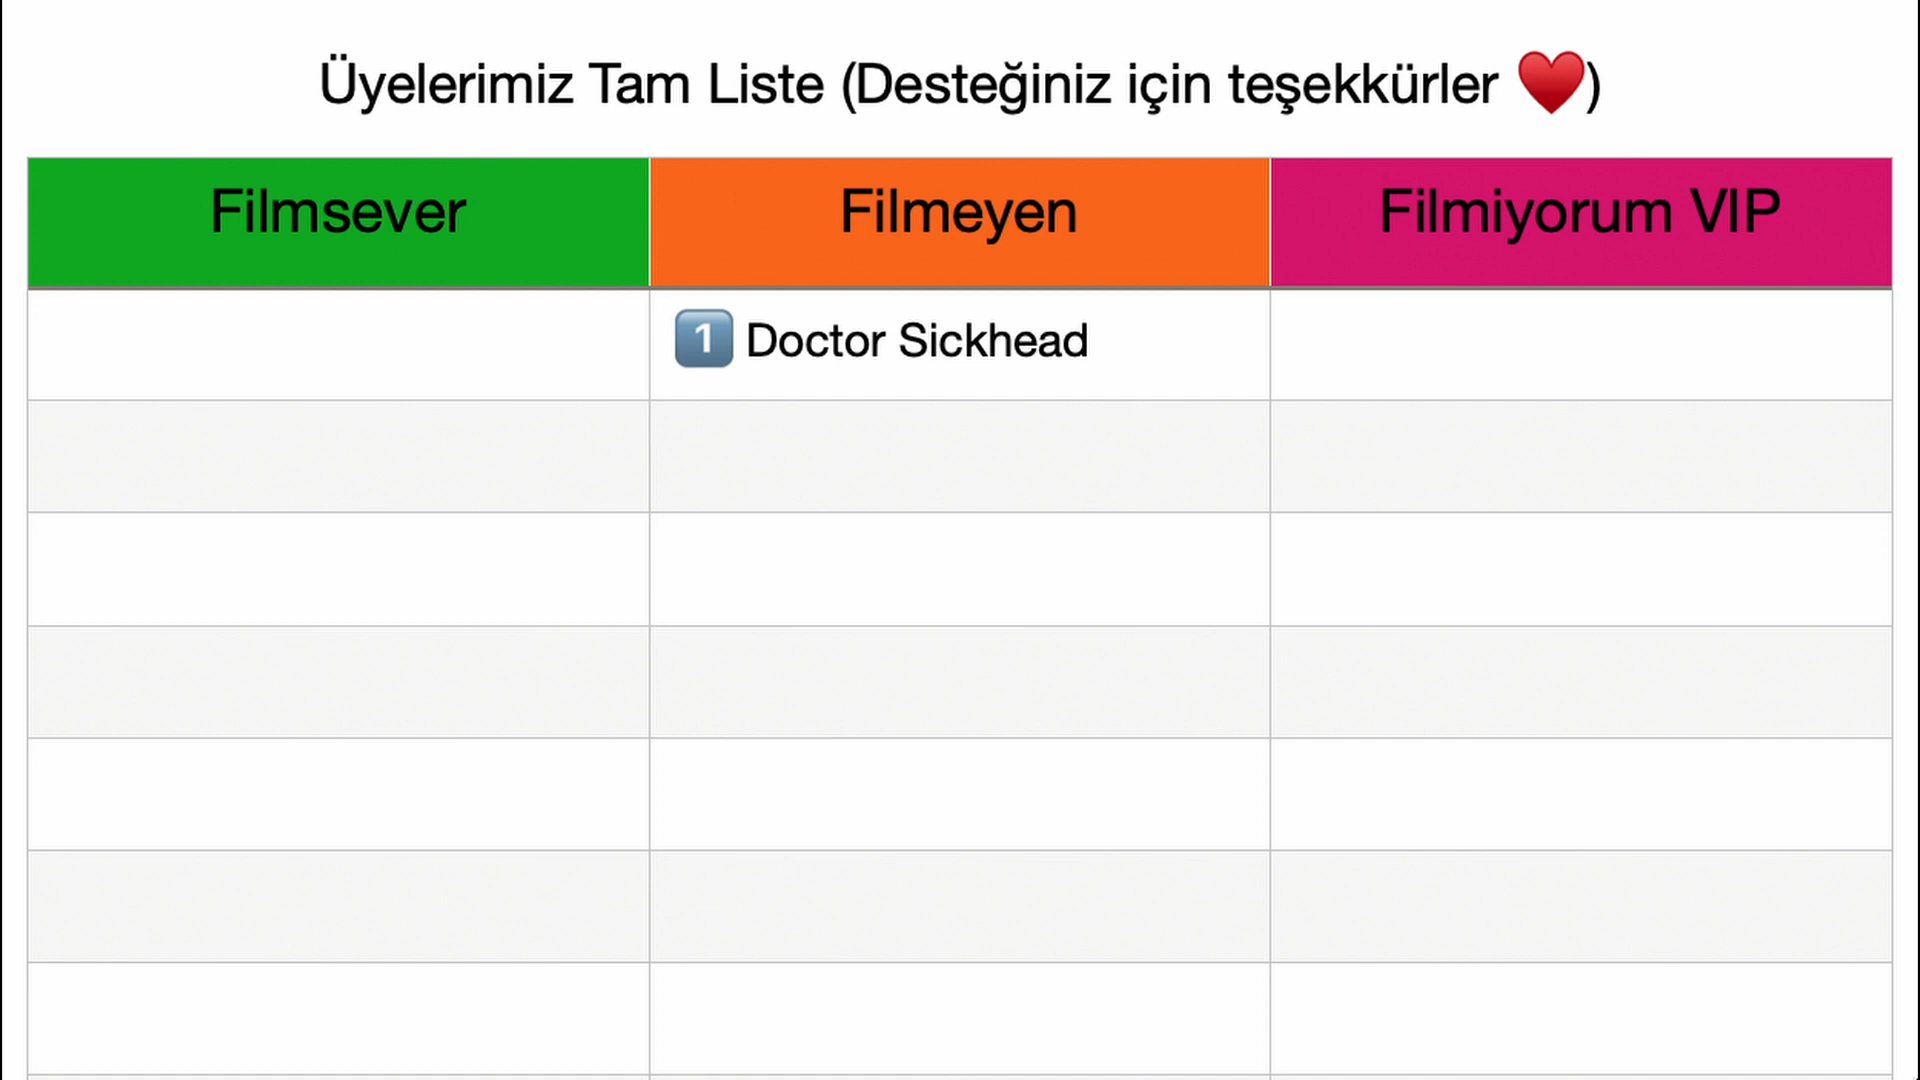 Üyelerimiz Tam Liste (Desteğiniz için teşekkürler ❤️)
Filmsever Filmeyen Filmiyorum VIP
1️⃣ Doctor Sickhead